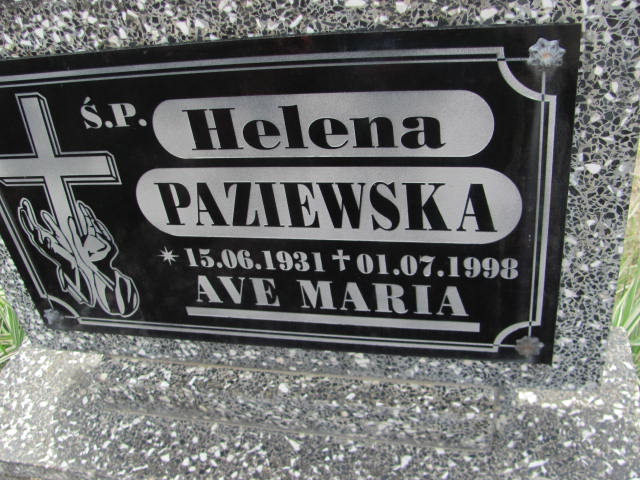 Ś.P. Helena
PAZIEWSKA
* 15.06.1931 † 01.07.1998
AVE MARIA